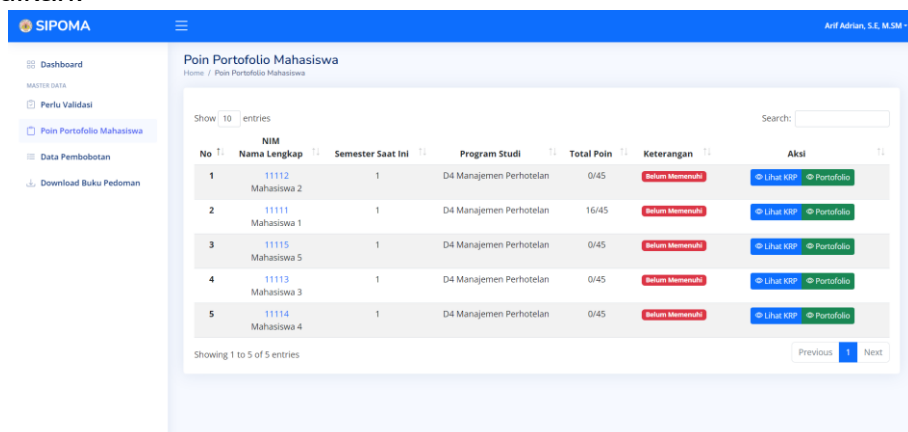 SIPOMA
Arif Adrian, S.E, M.SM
Dashboard
MASTER DATA
Perlu Validasi
Poin Portofolio Mahasiswa
Data Pembobotan
Download Buku Pedoman
Poin Portofolio Mahasiswa
Home / Poin Portofolio Mahasiswa
Show 10 entries
Search:
No NIM Nama Lengkap Semester Saat Ini Program Studi Total Poin Keterangan Aksi
1 11112 1 D4 Manajemen Perhotelan 0/45 Belum Memenuhi Lihat KRP Portofolio
Mahasiswa 2
2 11111 1 D4 Manajemen Perhotelan 16/45 Belum Memenuhi Lihat KRP Portofolio
Mahasiswa 1
3 11115 1 D4 Manajemen Perhotelan 0/45 Belum Memenuhi Lihat KRP Portofolio
Mahasiswa 5
4 11113 1 D4 Manajemen Perhotelan 0/45 Belum Memenuhi Lihat KRP Portofolio
Mahasiswa 3
5 11114 1 D4 Manajemen Perhotelan 0/45 Belum Memenuhi Lihat KRP Portofolio
Mahasiswa 4
Showing 1 to 5 of 5 entries
Previous 1 Next